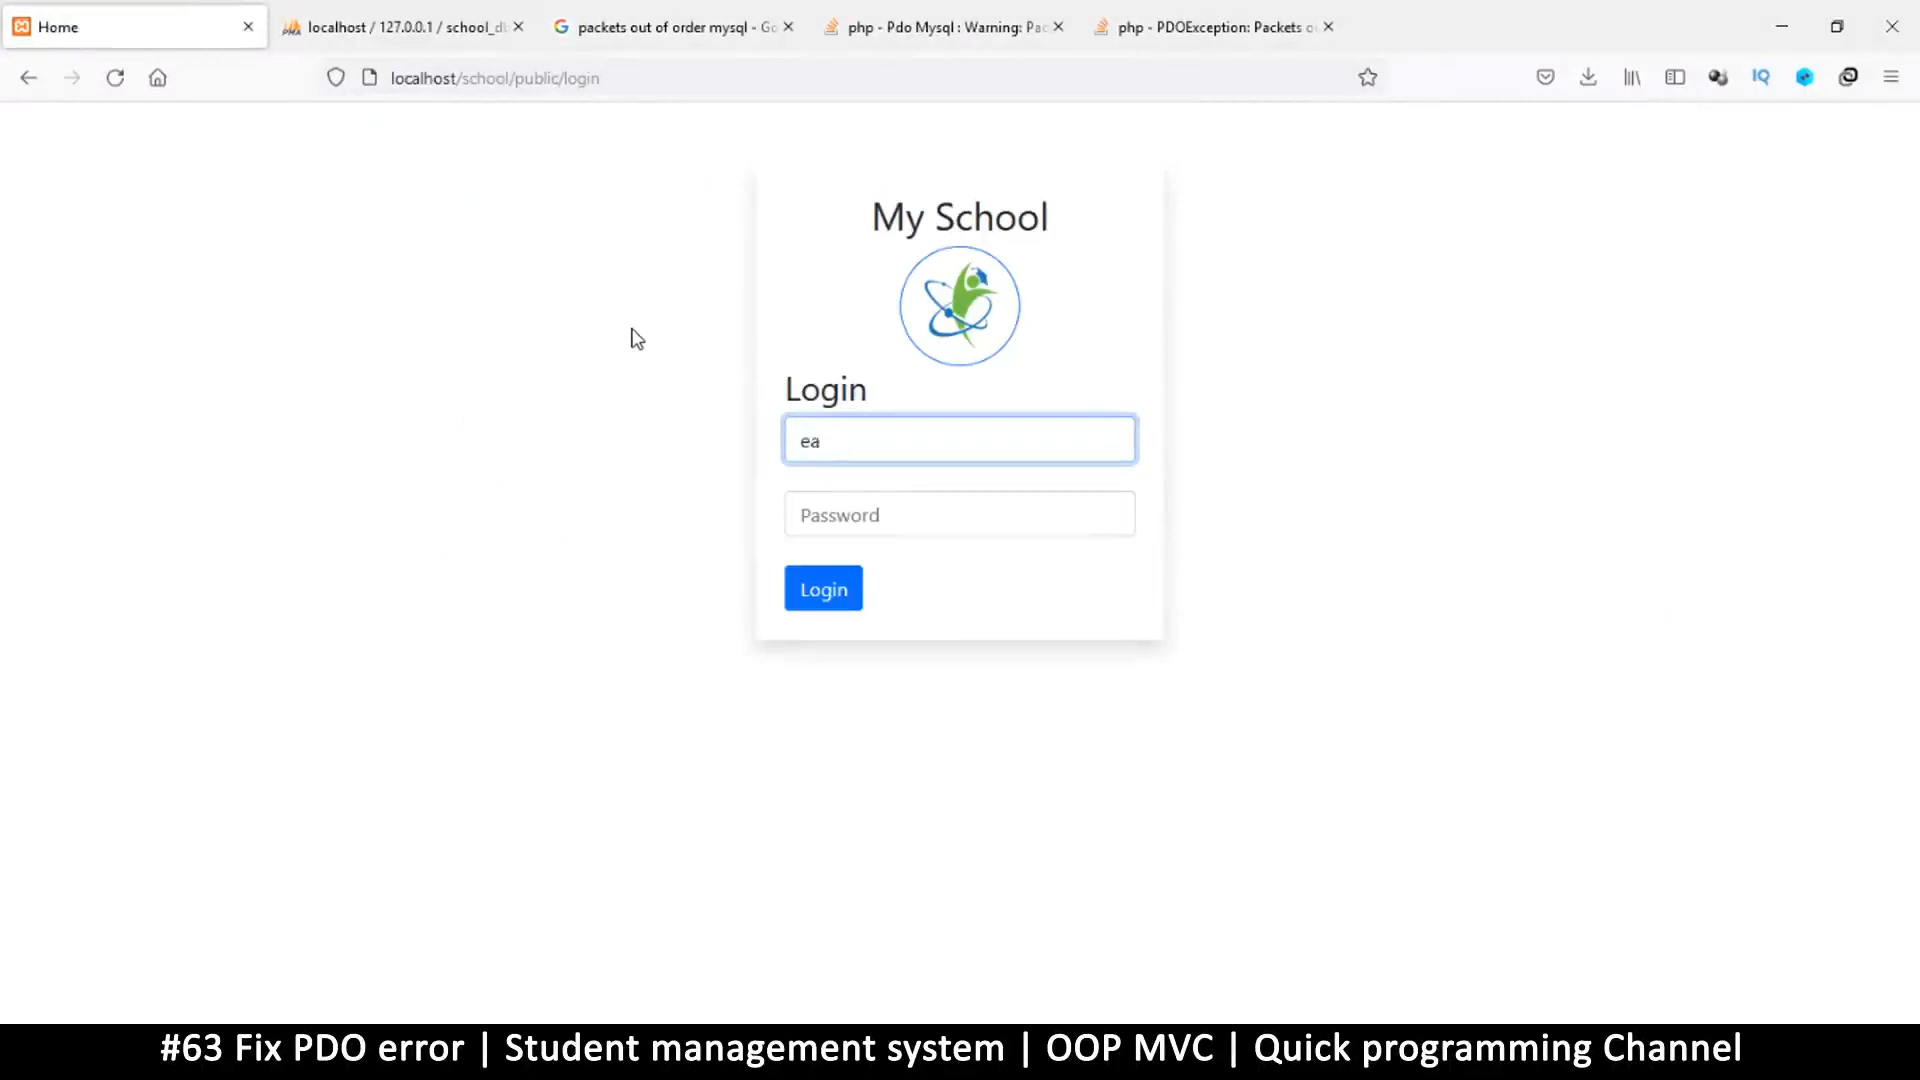 Home
localhost / 127.0.0.1 / school_d
packets out of order mysql - Go
php - Pdo Mysql : Warning: Pac
php - PDOException: Packets o
localhost/school/public/login
IQ
My School
Login
ea
Password
Login
#63 Fix PDO error | Student management system | OOP MVC | Quick programming Channel